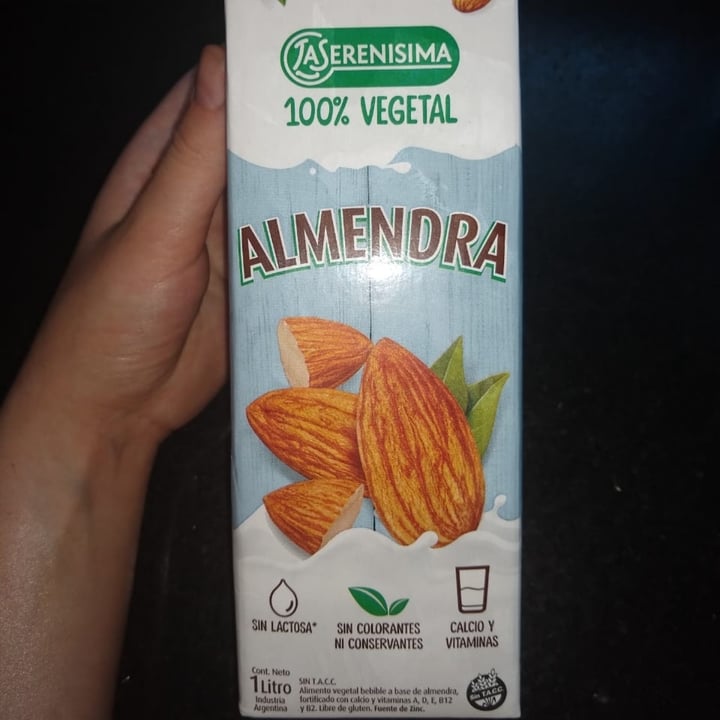 LA SERENISIMA
100% VEGETAL
ALMENDRA
SIN LACTOSA*
SIN COLORANTES
NI CONSERVANTES
CALCIO Y
VITAMINAS
Cont. Neto
1 Litro
Industria
Argentina
SIN T.A.C.C.
Alimento vegetal bebible a base de almendra,
fortificado con calcio y vitaminas A, D, E, B12
y B2. Libre de gluten. Fuente de Zinc.
SIN T.A.C.C.